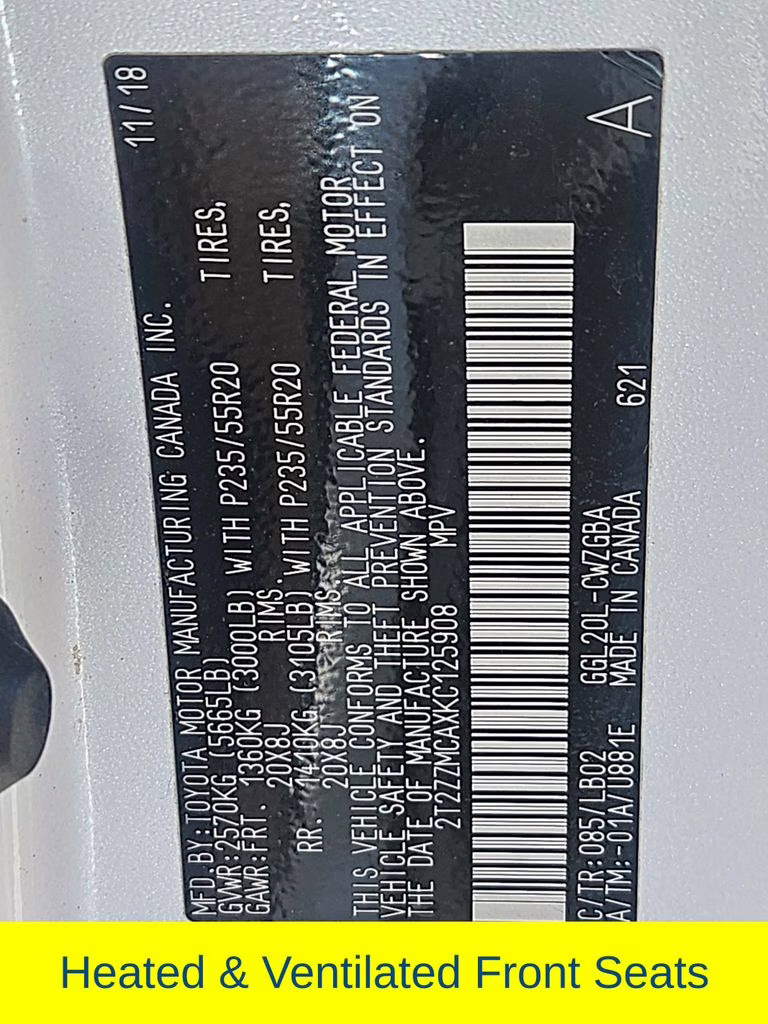 MFD.BY:TOYOTA MOTOR MANUFACTURING CANADA INC. 11/18
GVWR:2570KG (5665LB)
GAWR:FRT. 1360KG (3000LB) WITH P235/55R20 TIRES,
20X8J RIMS.
RR. 1410KG (3105LB) WITH P235/55R20 TIRES,
20X8J RIMS.
THIS VEHICLE CONFORMS TO ALL APPLICABLE FEDERAL MOTOR
VEHICLE SAFETY AND THEFT PREVENTION STANDARDS IN EFFECT ON
THE DATE OF MANUFACTURE SHOWN ABOVE.
2T2ZZMCAXKC125908 MPV
A
C/TR:085/LB02 GGL20L-CWZGBA
A/TM:-01A/U881E MADE IN CANADA 621
Heated & Ventilated Front Seats